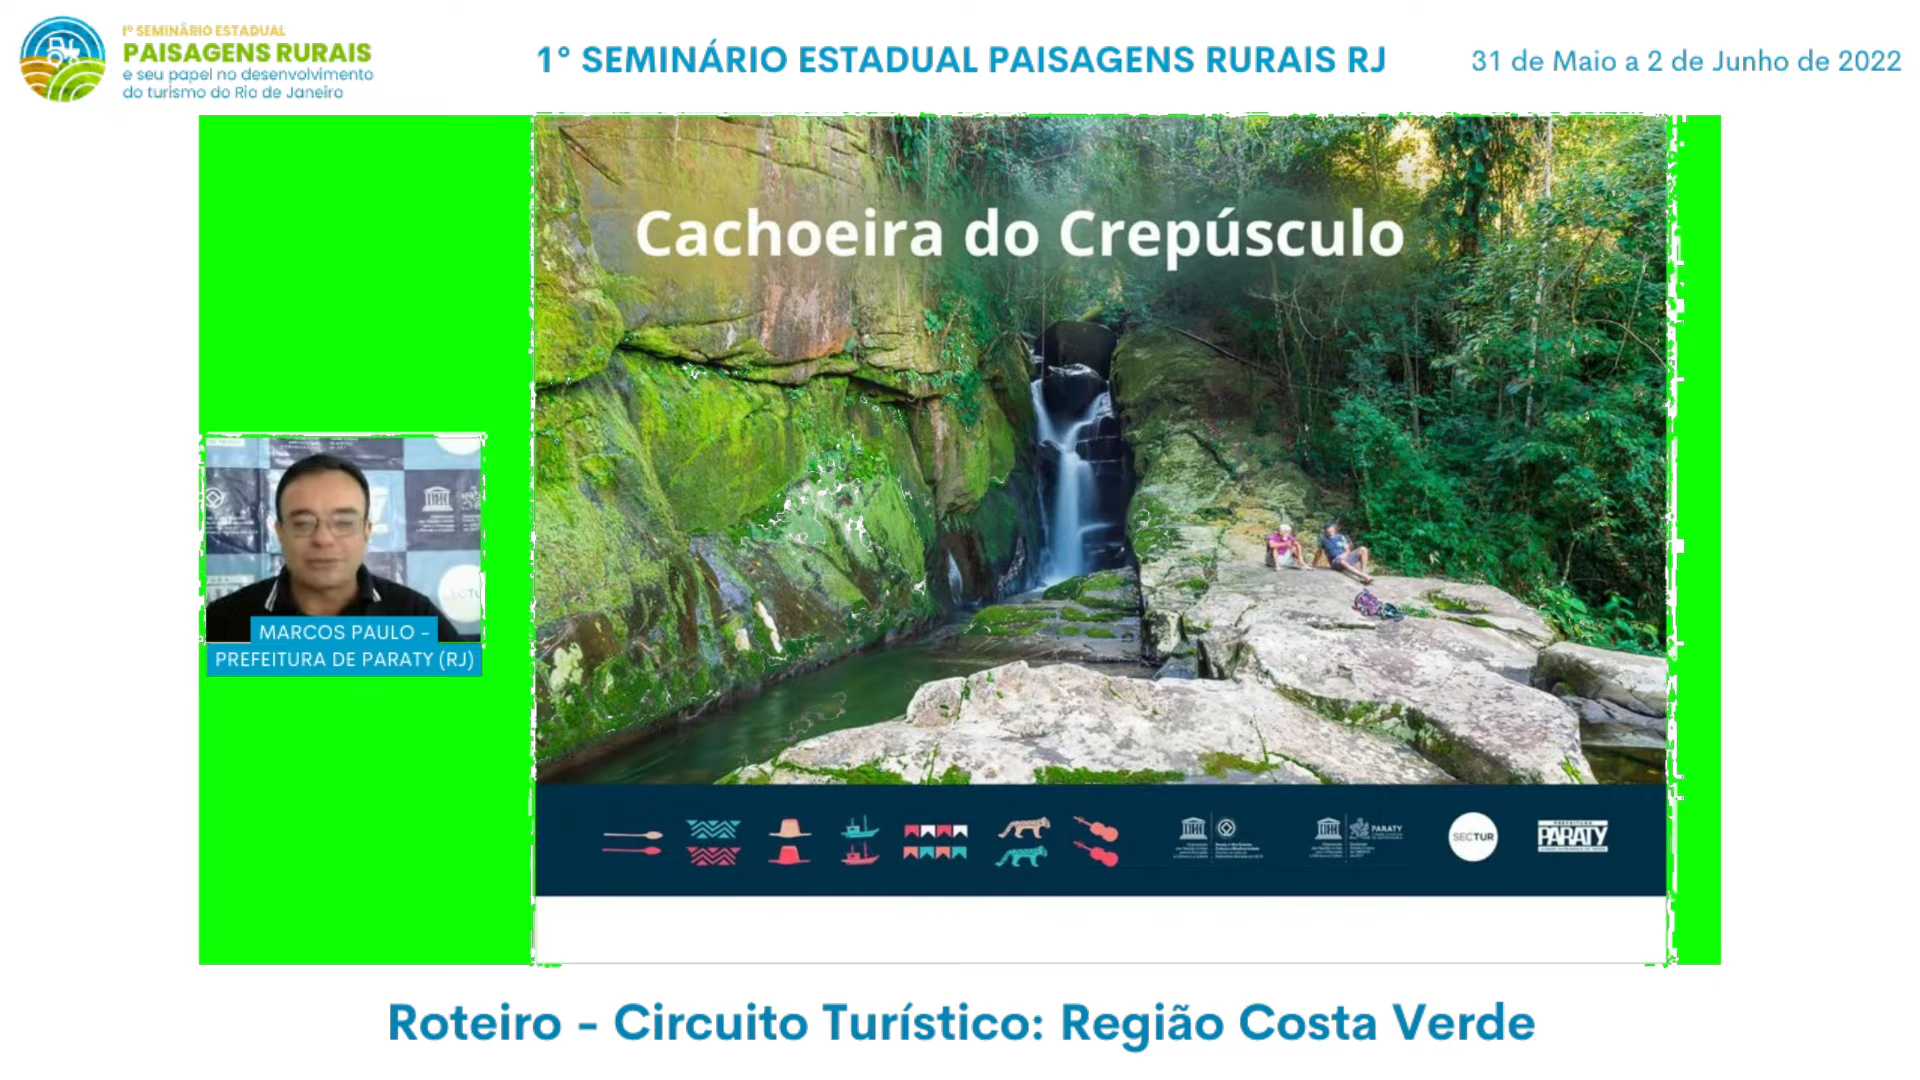 1º SEMINÁRIO ESTADUAL
PAISAGENS RURAIS
e seu papel no desenvolvimento
do turismo do Rio de Janeiro
1° SEMINÁRIO ESTADUAL PAISAGENS RURAIS RJ
31 de Maio a 2 de Junho de 2022
Cachoeira do Crepúsculo
MARCOS PAULO -
PREFEITURA DE PARATY (RJ)
PARATY
SECTUR
PREFEITURA
PARATY
Roteiro - Circuito Turístico: Região Costa Verde